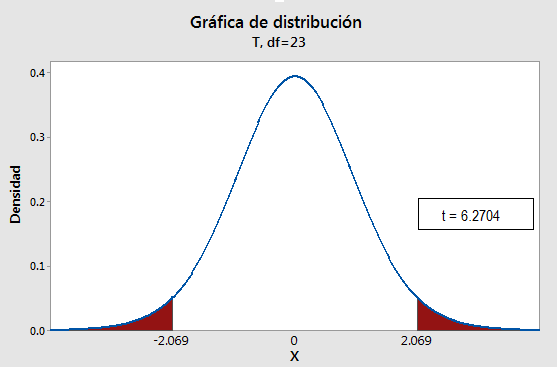 Gráfica de distribución
T, df=23
0.4
0.3
0.2
0.1
0.0
Densidad
t = 6.2704
-2.069
0
2.069
X